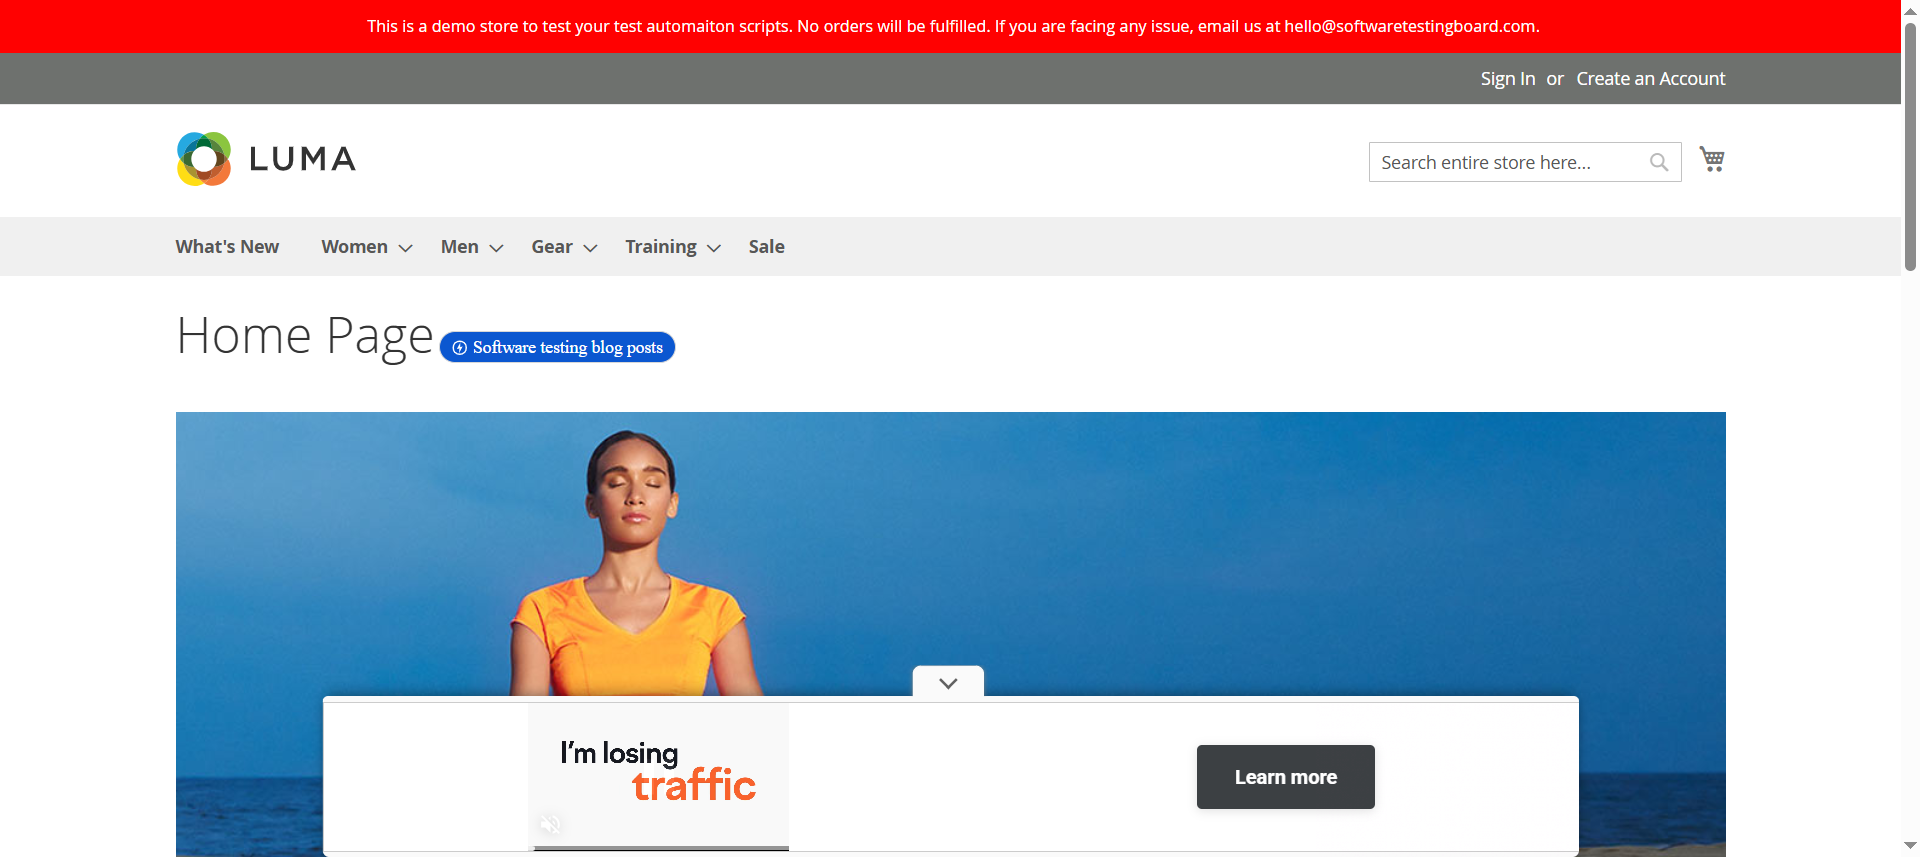 This is a demo store to test your test automaiton scripts. No orders will be fulfilled. If you are facing any issue, email us at hello@softwaretestingboard.com.
Sign In or Create an Account
LUMA
Search entire store here...
What's New Women Men Gear Training Sale
Home Page
Software testing blog posts
I'm losing
traffic
Learn more